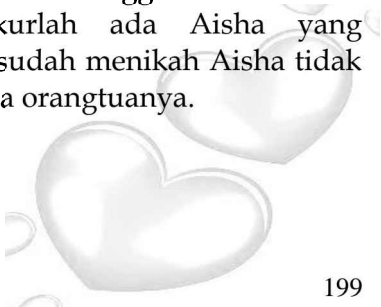 kurlah ada Aisha yang
sudah menikah Aisha tidak
a orangtuanya.
199